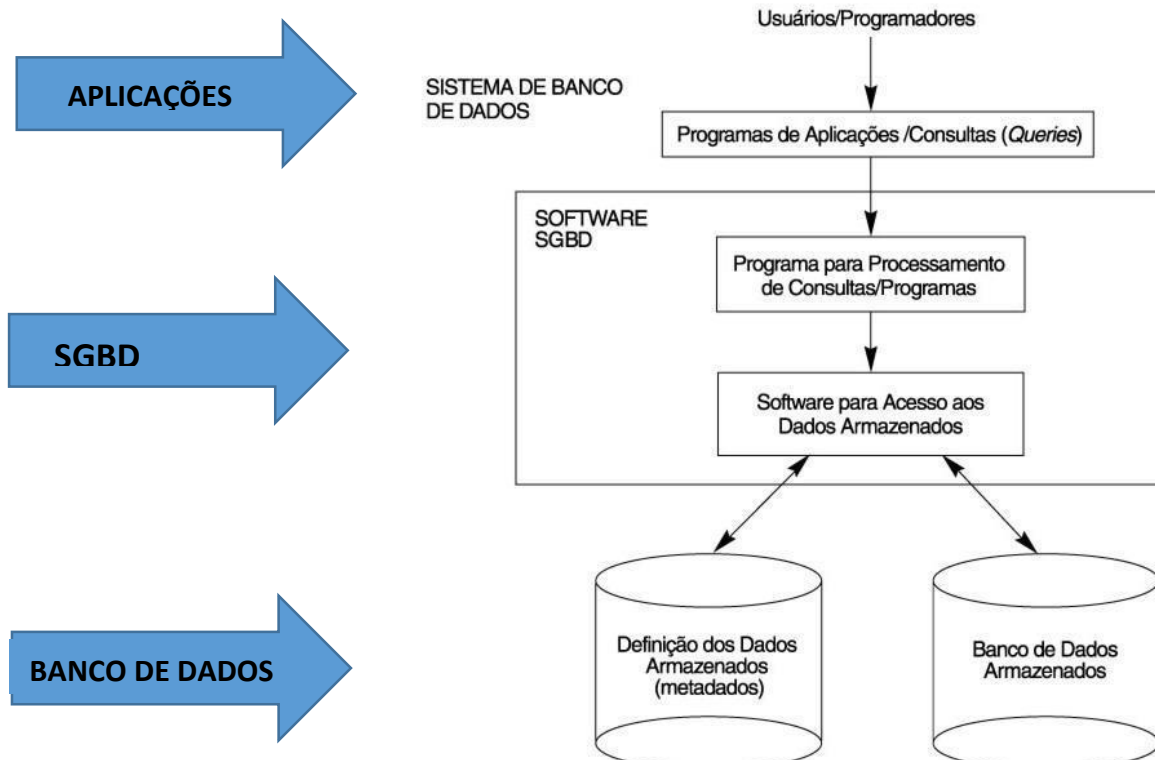 Usuários/Programadores
APLICAÇÕES
SISTEMA DE BANCO
DE DADOS
Programas de Aplicações /Consultas (Queries)
SOFTWARE
SGBD
Programa para Processamento
de Consultas/Programas
SGBD
Software para Acesso aos
Dados Armazenados
BANCO DE DADOS
Definição dos Dados
Armazenados
(metadados)
Banco de Dados
Armazenados